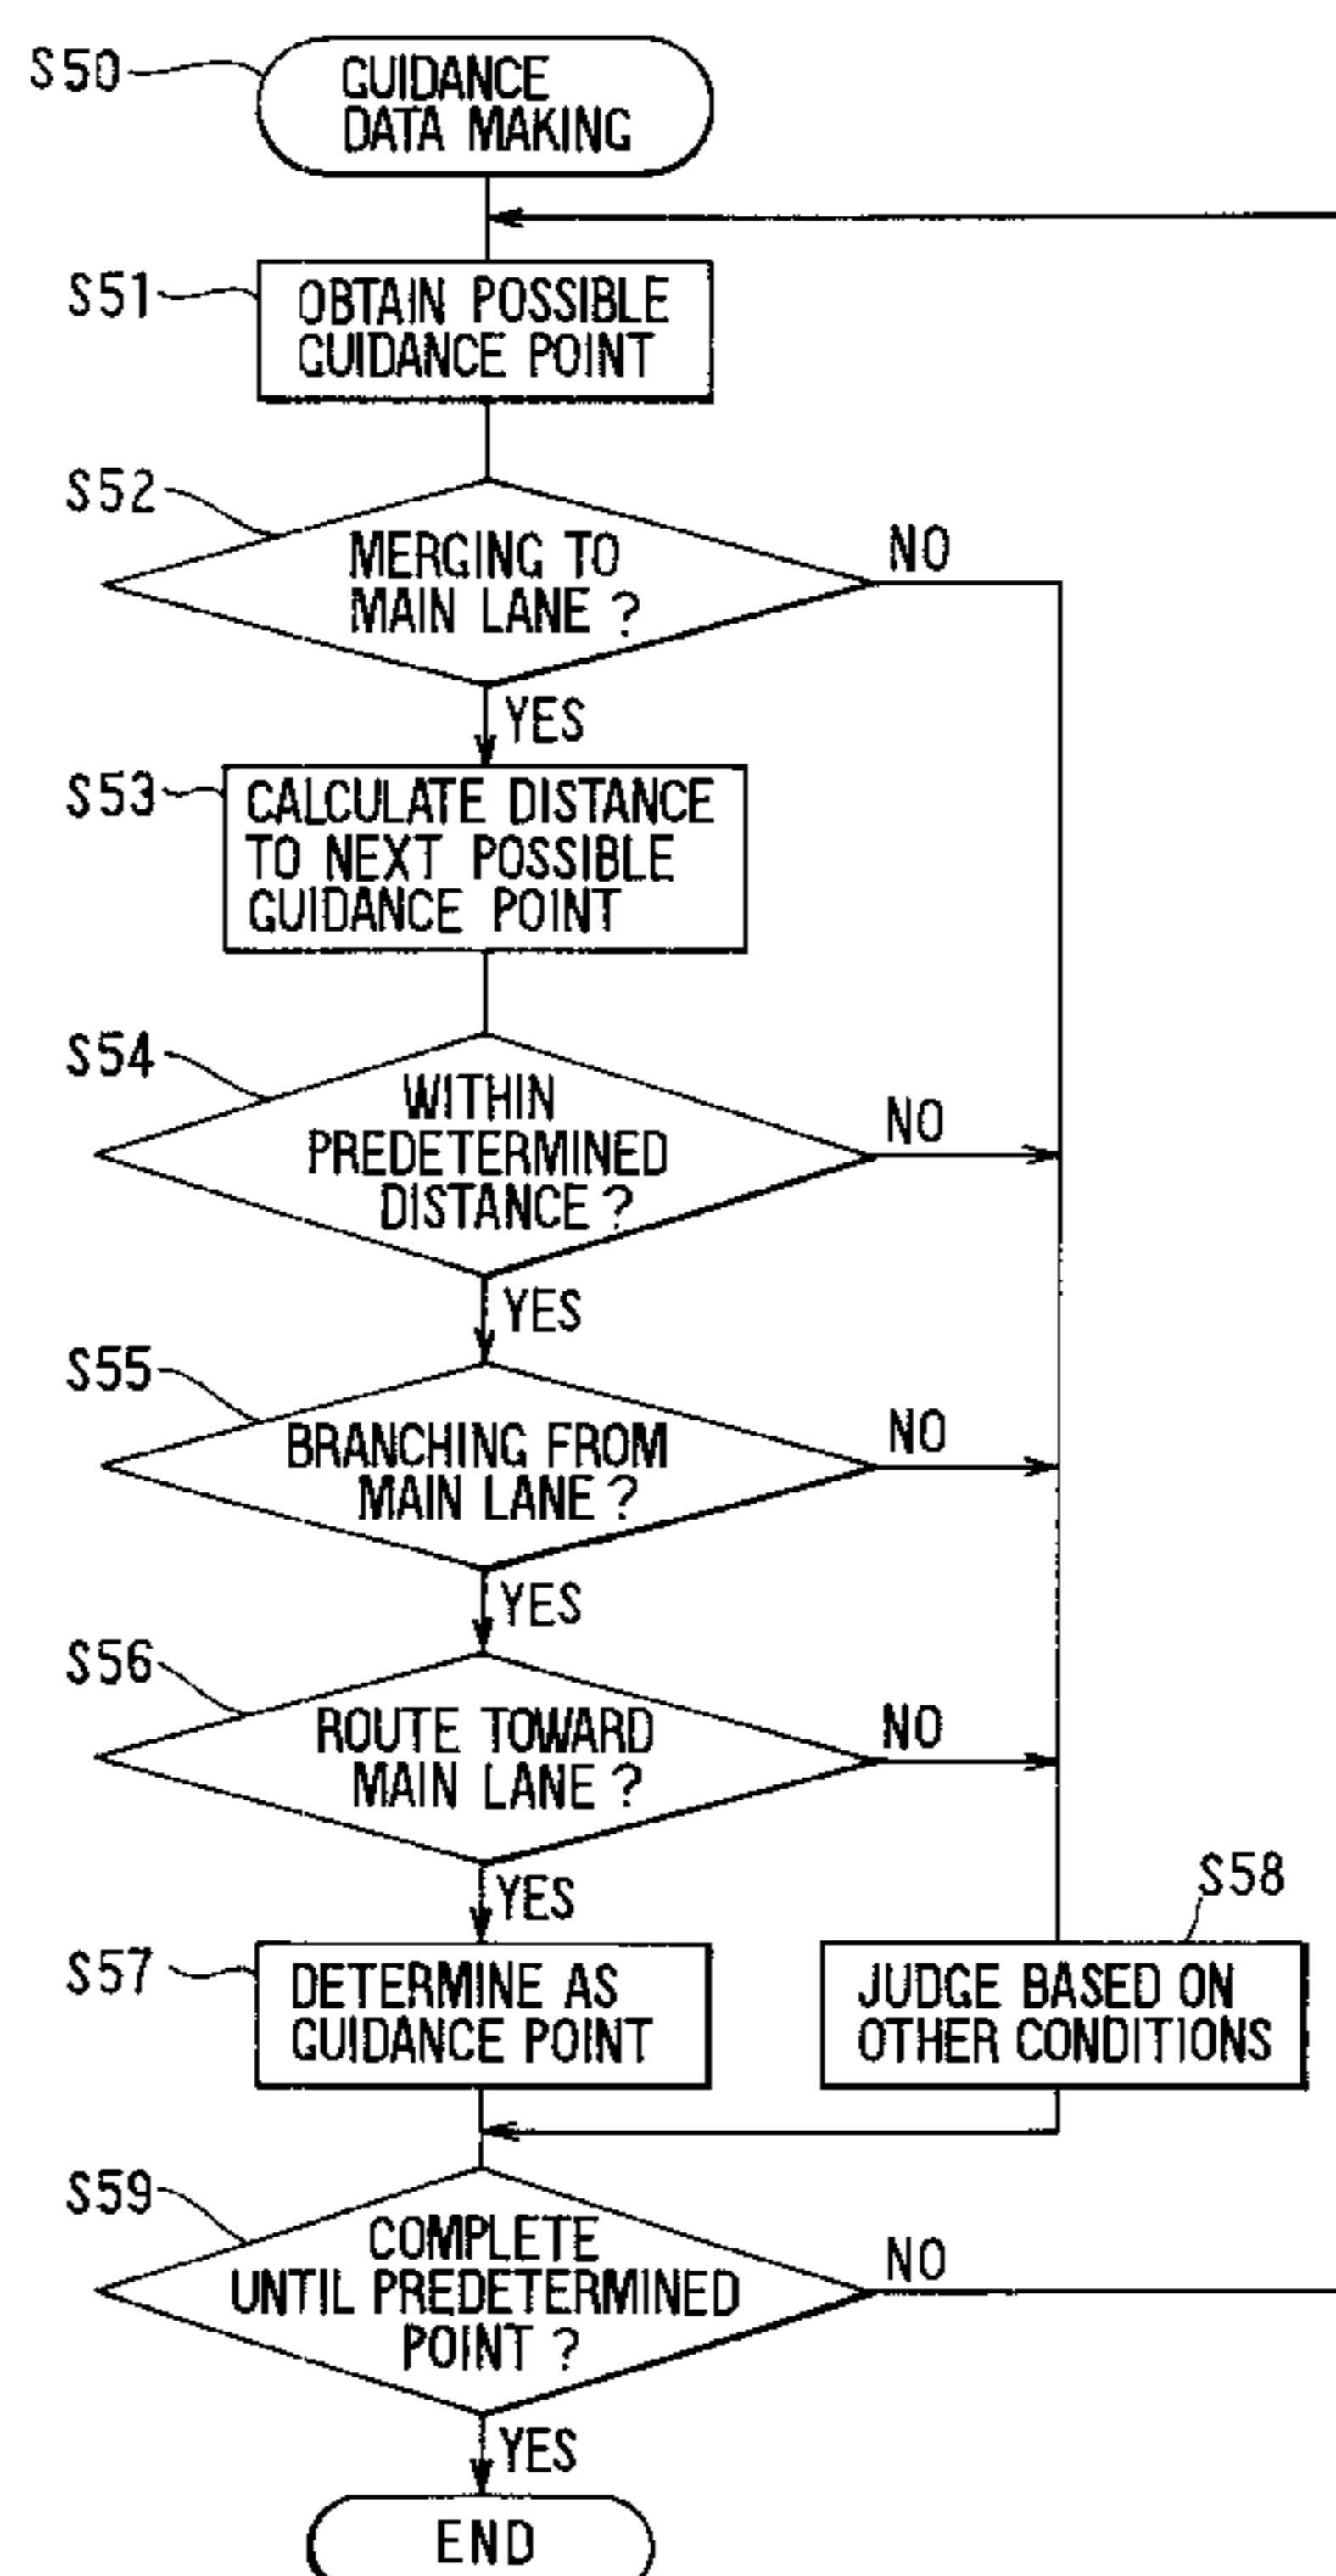 S50
GUIDANCE
DATA MAKING
S51
OBTAIN POSSIBLE
GUIDANCE POINT
S52
MERGING TO
MAIN LANE ?
NO
YES
S53
CALCULATE DISTANCE
TO NEXT POSSIBLE
GUIDANCE POINT
S54
WITHIN
PREDETERMINED
DISTANCE ?
NO
YES
S55
BRANCHING FROM
MAIN LANE ?
NO
YES
S56
ROUTE TOWARD
MAIN LANE ?
NO
YES
S57
DETERMINE AS
GUIDANCE POINT
S58
JUDGE BASED ON
OTHER CONDITIONS
S59
COMPLETE
UNTIL PREDETERMINED
POINT ?
NO
YES
END